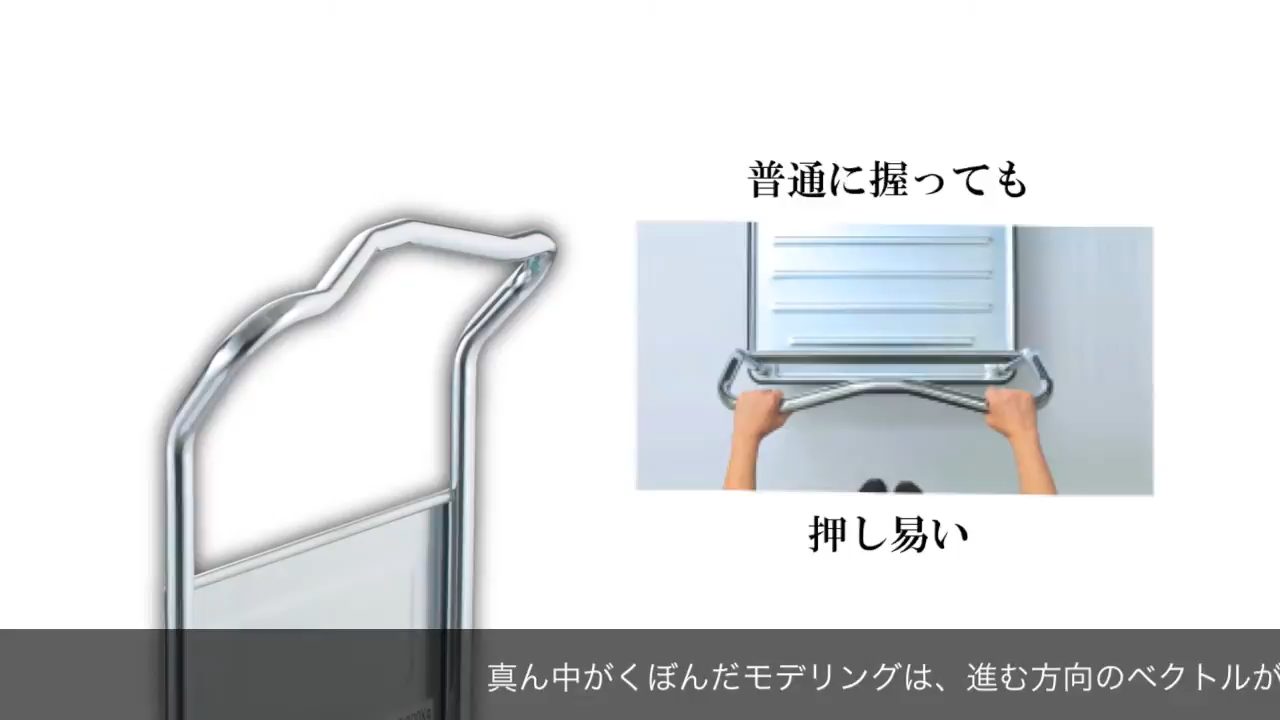 普通に握っても
押し易い
真ん中がくぼんだモデリングは、進む方向のベクトルが